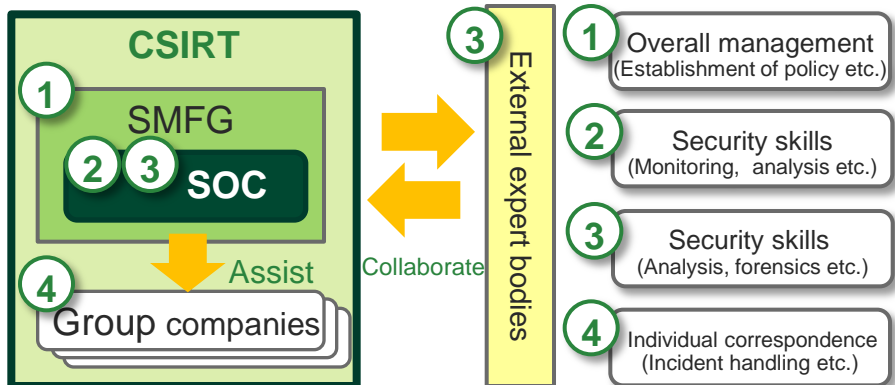 CSIRT
1
SMFG
2
3
SOC
Assist
4
Group companies
Collaborate
3
External expert bodies
1
Overall management
(Establishment of policy etc.)
2
Security skills
(Monitoring, analysis etc.)
3
Security skills
(Analysis, forensics etc.)
4
Individual correspondence
(Incident handling etc.)